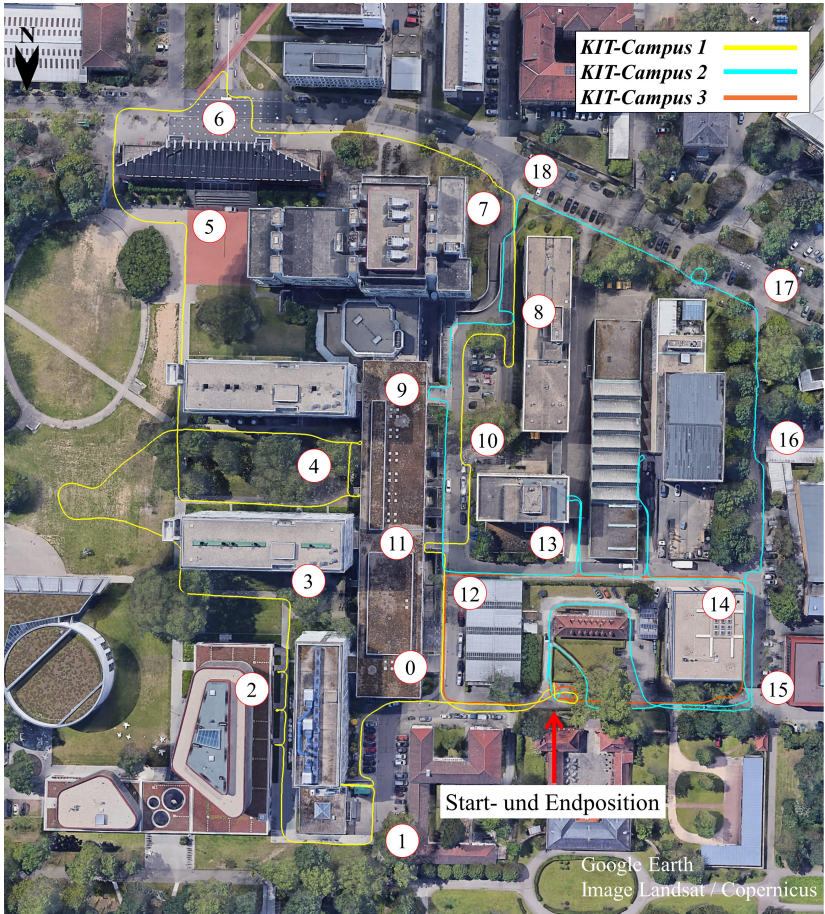 N
KIT-Campus 1
KIT-Campus 2
KIT-Campus 3
6
18
5
7
17
8
9
4
10
16
11
13
3
12
14
0
2
15
Start- und Endposition
1
Google Earth
Image Landsat / Copernicus